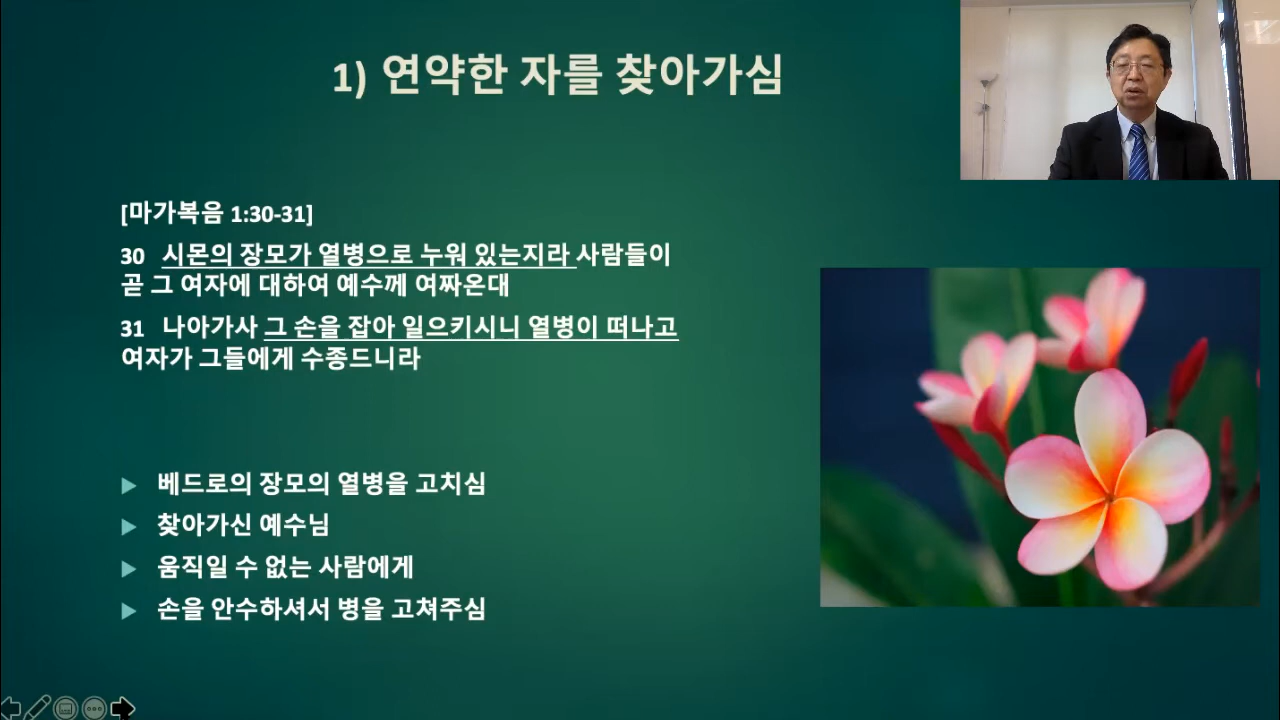 1) 연약한 자를 찾아가심
[마가복음 1:30-31]
30 시몬의 장모가 열병으로 누워 있는지라 사람들이
곧 그 여자에 대하여 예수께 여짜온대
31 나아가사 그 손을 잡아 일으키시니 열병이 떠나고
여자가 그들에게 수종드니라
베드로의 장모의 열병을 고치심
찾아가신 예수님
움직일 수 없는 사람에게
손을 안수하셔서 병을 고쳐주심